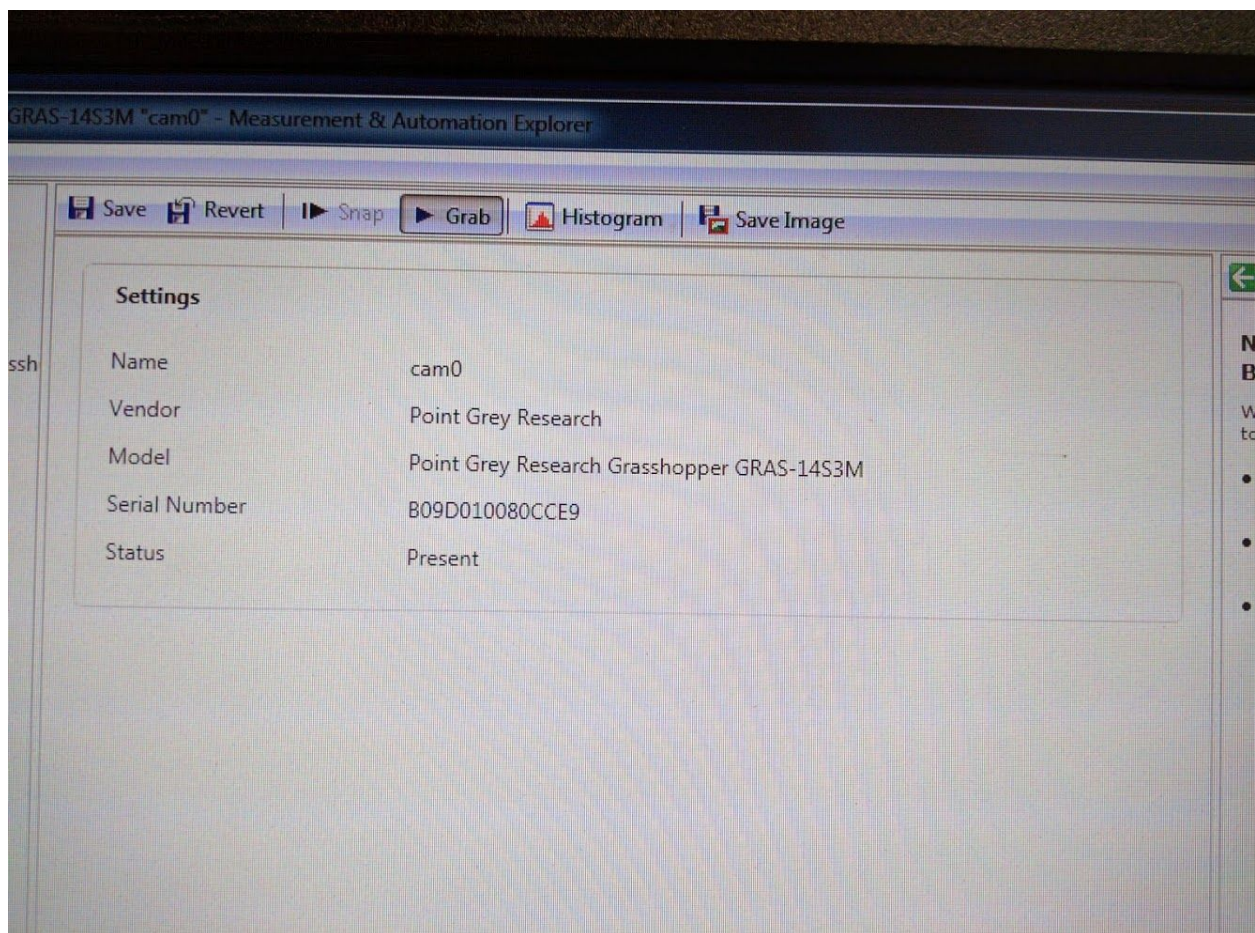 GRAS-14S3M "cam0" - Measurement & Automation Explorer
Save Revert Snap Grab Histogram Save Image
Settings
Name cam0
Vendor Point Grey Research
Model Point Grey Research Grasshopper GRAS-14S3M
Serial Number B09D010080CCE9
Status Present
ssh
N
B
W
to